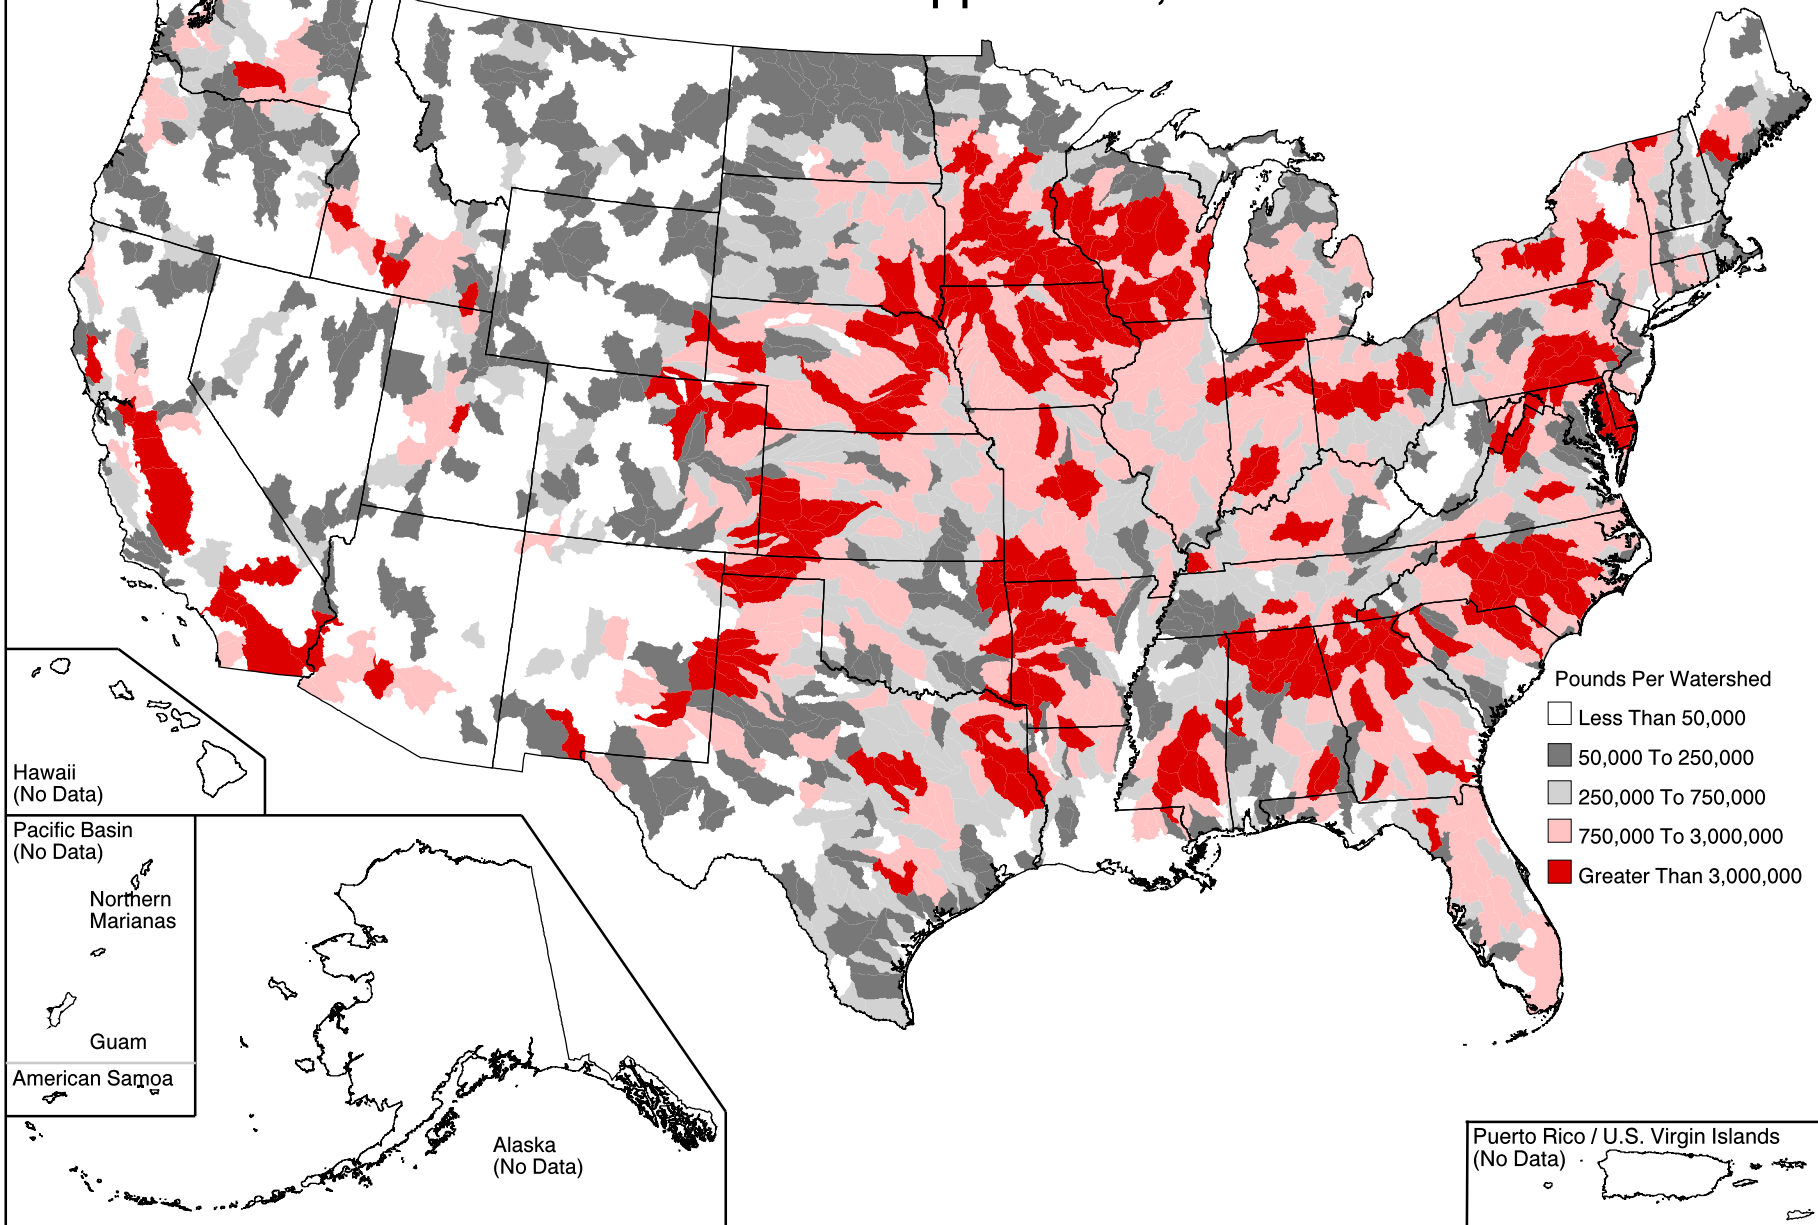 Pounds Per Watershed
Less Than 50,000
50,000 To 250,000
250,000 To 750,000
750,000 To 3,000,000
Greater Than 3,000,000
Hawaii
(No Data)
Pacific Basin
(No Data)
Northern
Marianas
Guam
American Samoa
Alaska
(No Data)
Puerto Rico / U.S. Virgin Islands
(No Data)